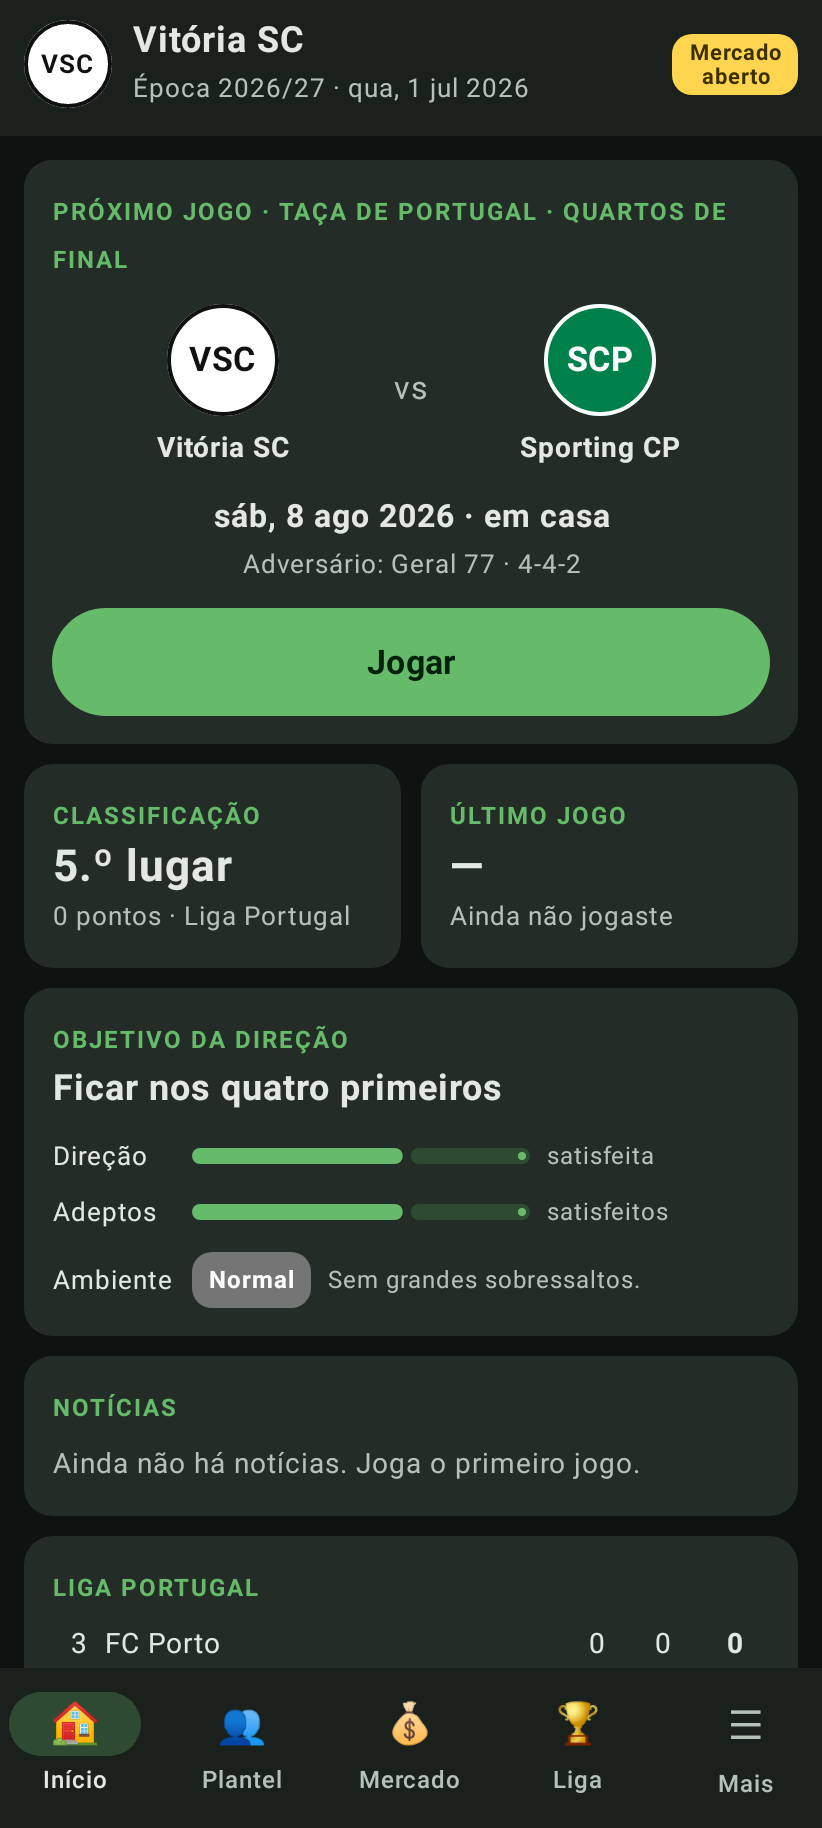 VSC
Vitória SC
Época 2026/27 · qua, 1 jul 2026
Mercado
aberto
PRÓXIMO JOGO · TAÇA DE PORTUGAL · QUARTOS DE
FINAL
VSC
vs
SCP
Vitória SC
Sporting CP
sáb, 8 ago 2026 · em casa
Adversário: Geral 77 · 4-4-2
Jogar
CLASSIFICAÇÃO
5.º lugar
0 pontos · Liga Portugal
ÚLTIMO JOGO
—
Ainda não jogaste
OBJETIVO DA DIREÇÃO
Ficar nos quatro primeiros
Direção satisfeita
Adeptos satisfeitos
Ambiente Normal Sem grandes sobressaltos.
NOTÍCIAS
Ainda não há notícias. Joga o primeiro jogo.
LIGA PORTUGAL
3 FC Porto 0 0 0
Início Plantel Mercado Liga Mais